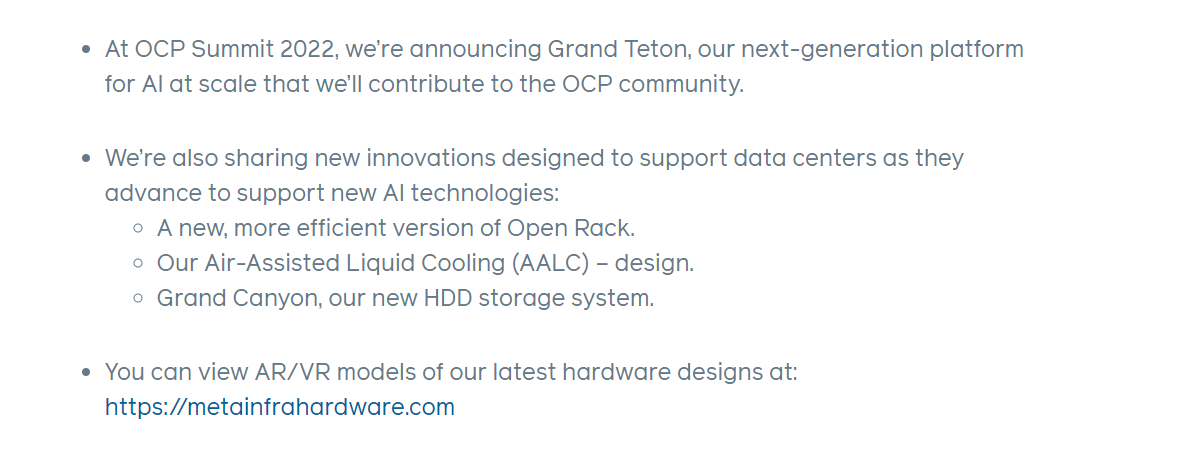 At OCP Summit 2022, we're announcing Grand Teton, our next-generation platform
for AI at scale that we'll contribute to the OCP community.
We're also sharing new innovations designed to support data centers as they
advance to support new AI technologies:
A new, more efficient version of Open Rack.
Our Air-Assisted Liquid Cooling (AALC) – design.
Grand Canyon, our new HDD storage system.
You can view AR/VR models of our latest hardware designs at:
https://metainfrahardware.com